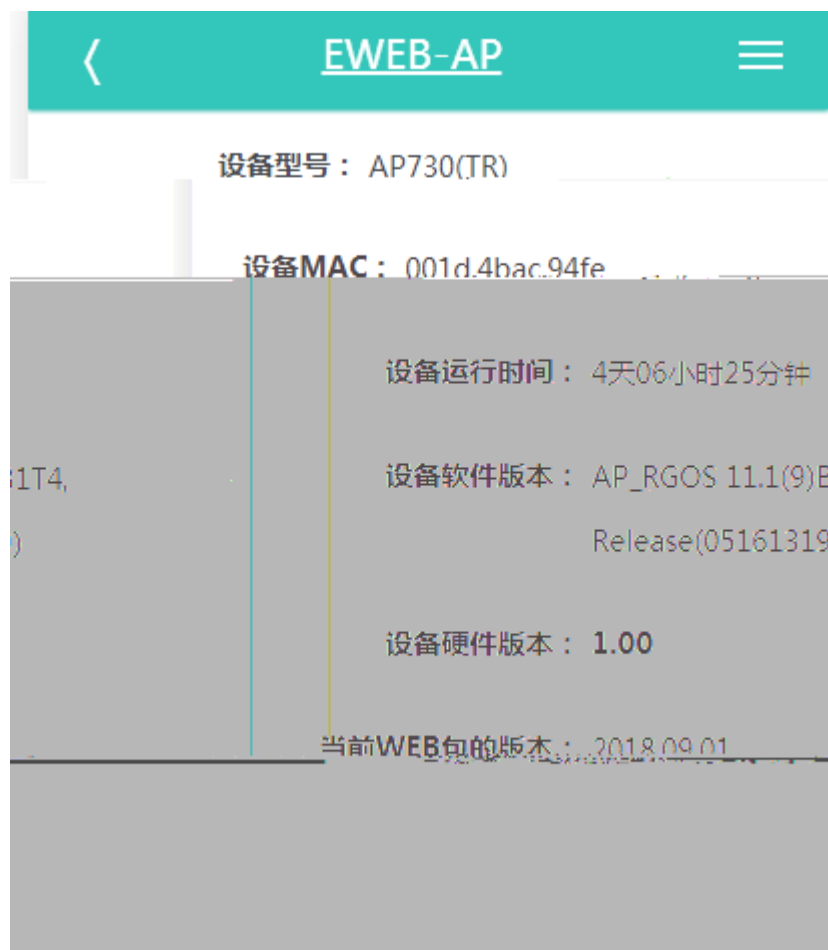 EWEB-AP
设备型号： AP730(TR)
设备MAC： 001d.4bac.94fe
设备运行时间： 4天06小时25分钟
1T4, 设备软件版本： AP_RGOS 11.1(9)B
) Release(05161319
设备硬件版本： 1.00
当前WEB包的版本： 2018.09.01